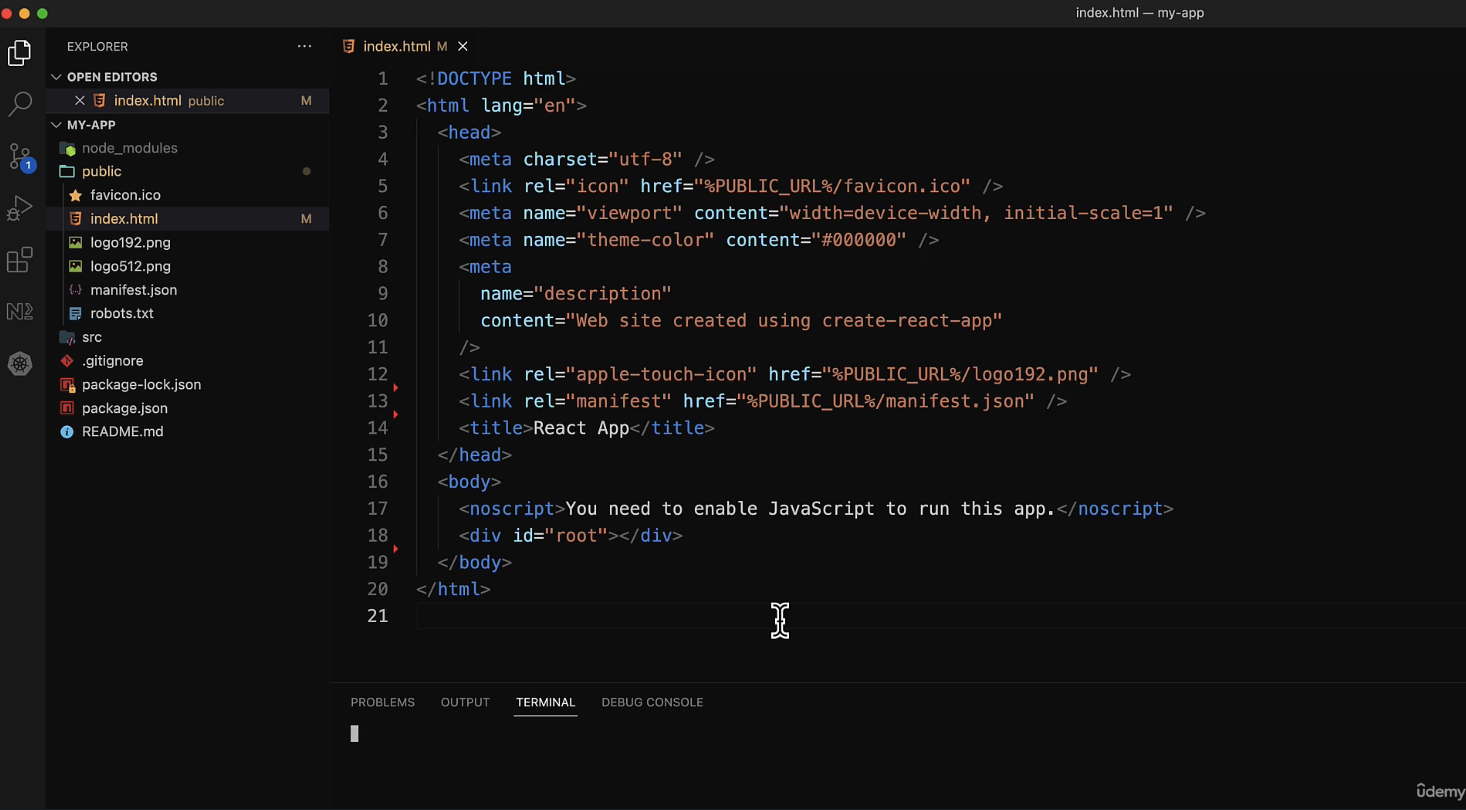 index.html — my-app
EXPLORER
OPEN EDITORS
index.html public M
MY-APP
node_modules
public
favicon.ico
index.html M
logo192.png
logo512.png
manifest.json
robots.txt
src
.gitignore
package-lock.json
package.json
README.md
1
N2
index.html M
1 <!DOCTYPE html>
2 <html lang="en">
3 <head>
4 <meta charset="utf-8" />
5 <link rel="icon" href="%PUBLIC_URL%/favicon.ico" />
6 <meta name="viewport" content="width=device-width, initial-scale=1" />
7 <meta name="theme-color" content="#000000" />
8 <meta
9 name="description"
10 content="Web site created using create-react-app"
11 />
12 <link rel="apple-touch-icon" href="%PUBLIC_URL%/logo192.png" />
13 <link rel="manifest" href="%PUBLIC_URL%/manifest.json" />
14 <title>React App</title>
15 </head>
16 <body>
17 <noscript>You need to enable JavaScript to run this app.</noscript>
18 <div id="root"></div>
19 </body>
20 </html>
21
PROBLEMS OUTPUT TERMINAL DEBUG CONSOLE
ûdemy